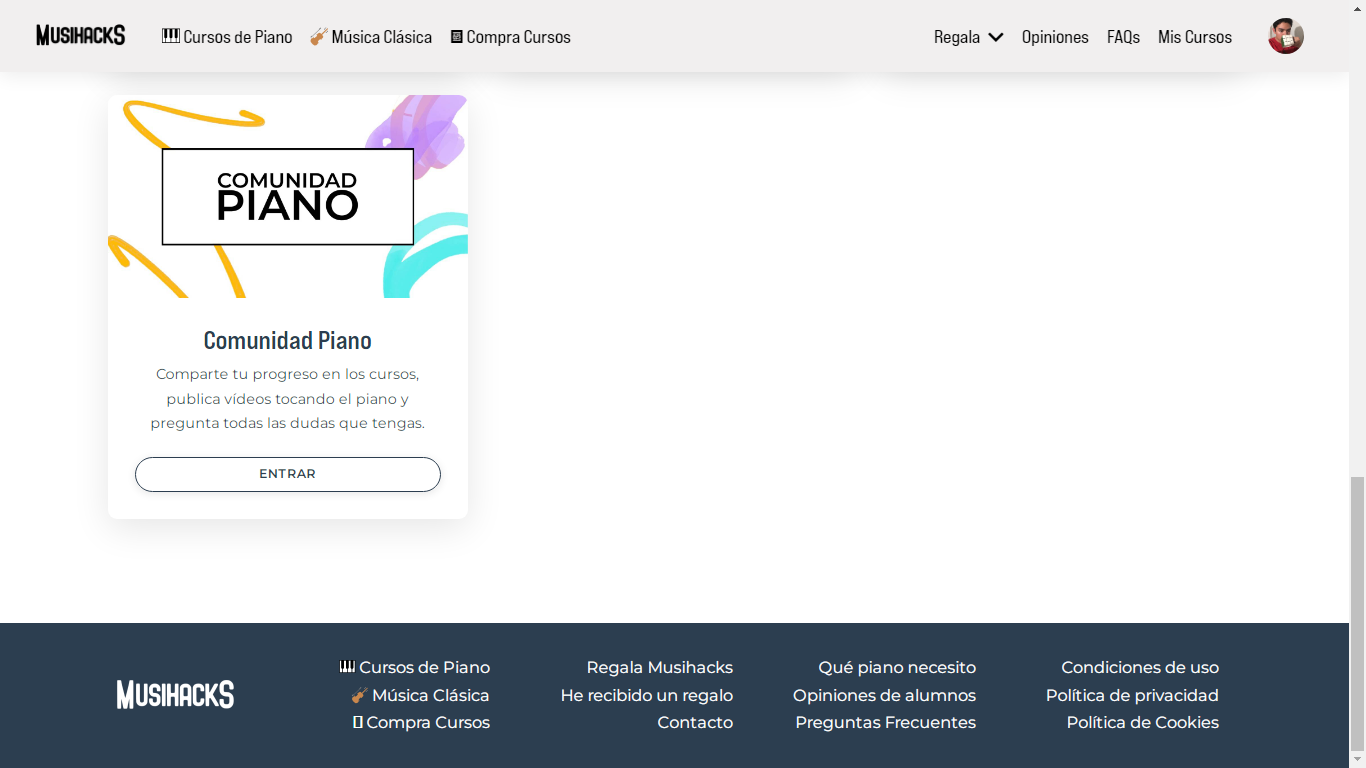 MUSIHACKS
Cursos de Piano
Música Clásica
Compra Cursos
Regala
Opiniones
FAQs
Mis Cursos
COMUNIDAD
PIANO
Comunidad Piano
Comparte tu progreso en los cursos,
publica vídeos tocando el piano y
pregunta todas las dudas que tengas.
ENTRAR
MUSIHACKS
Cursos de Piano
Música Clásica
Compra Cursos
Regala Musihacks
He recibido un regalo
Contacto
Qué piano necesito
Opiniones de alumnos
Preguntas Frecuentes
Condiciones de uso
Política de privacidad
Política de Cookies